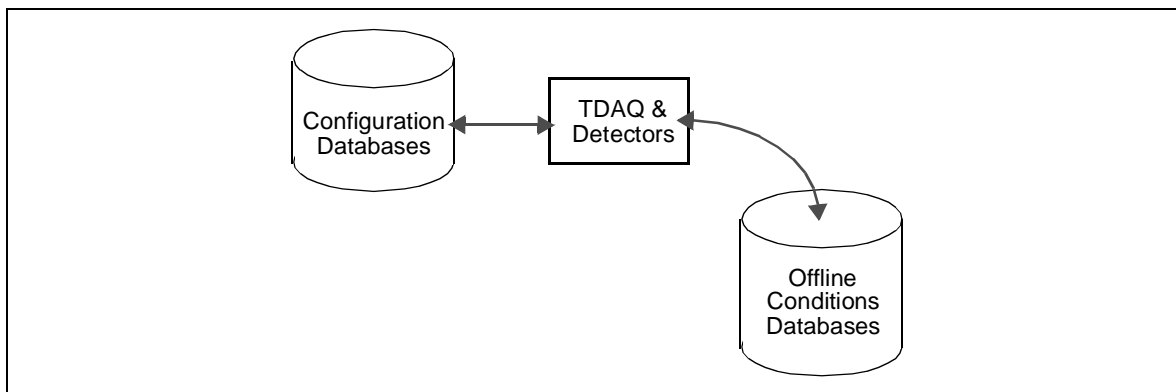 Configuration
Databases
TDAQ &
Detectors
Offline
Conditions
Databases